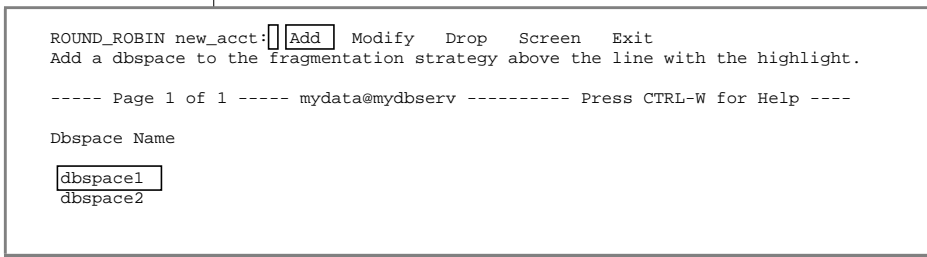 ROUND_ROBIN new_acct: Add Modify Drop Screen Exit
Add a dbspace to the fragmentation strategy above the line with the highlight.
----- Page 1 of 1 ----- mydata@mydbserv ---------- Press CTRL-W for Help ----
Dbspace Name
dbspace1
dbspace2